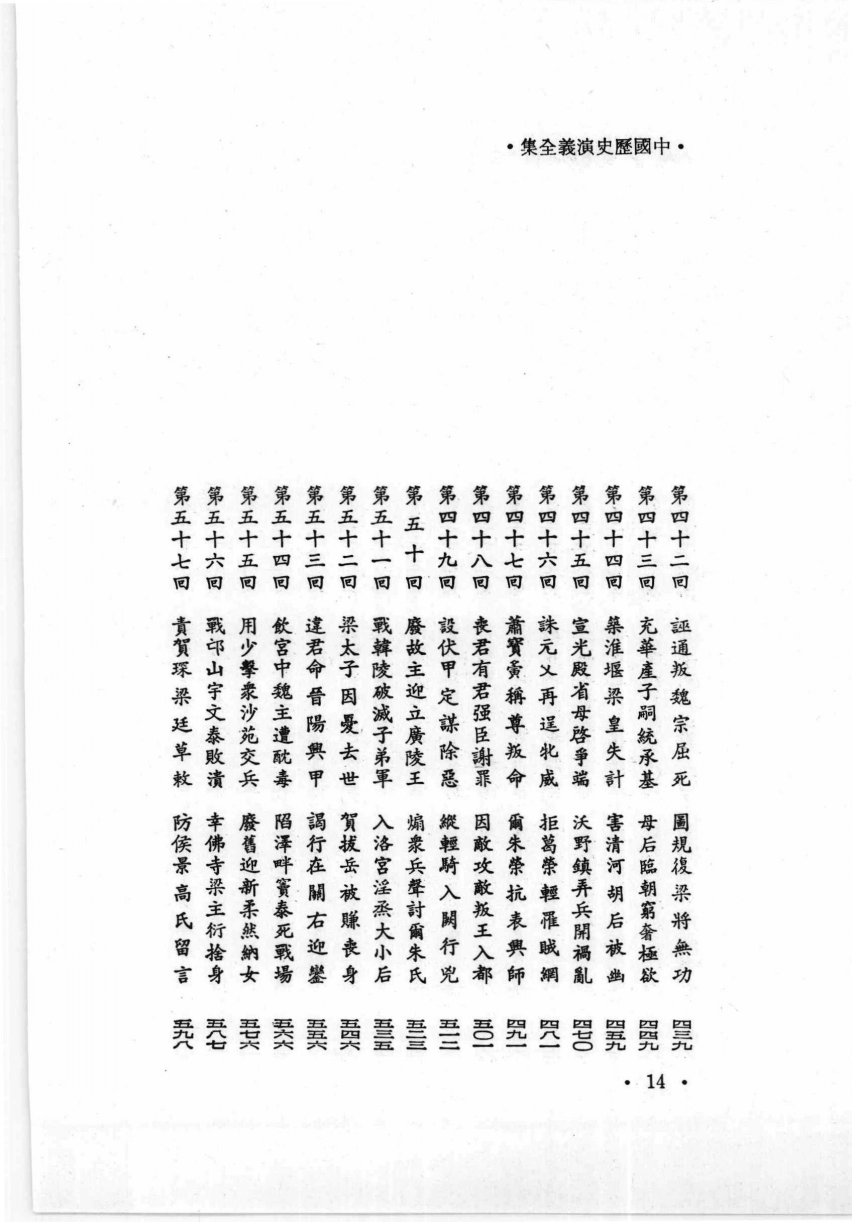 •中國歷史演義全集•
第四十二回 誣通叛魏宗屈死 圖規復梁將無功 四三九
第四十三回 充華產子嗣統承基 母后臨朝窮奢極欲 四四九
第四十四回 築淮堰梁皇失計 害清河胡后被幽 四五九
第四十五回 宣光殿省母啓爭端 沃野鎮弄兵開禍亂 四七〇
第四十六回 誅元乂再逞牝威 拒葛榮輕罹賊網 四八一
第四十七回 蕭寶夤稱尊叛命 爾朱榮抗表興師 四九一
第四十八回 喪君有君强臣謝罪 因敵攻敵叛王入都 五〇一
第四十九回 設伏甲定謀除惡 縱輕騎入闕行兇 五一二
第五十回 廢故主迎立廣陵王 煽衆兵聲討爾朱氏 五二三
第五十一回 戰韓陵破滅子弟軍 入洛宮淫烝大小后 五三五
第五十二回 梁太子因憂去世 賀拔岳被賺喪身 五四六
第五十三回 違君命晉陽興甲 謁行在關右迎鑾 五五六
第五十四回 飲宮中魏主遭酖毒 陷澤畔竇泰死戰場 五六六
第五十五回 用少擊衆沙苑交兵 廢舊迎新柔然納女 五七六
第五十六回 戰邙山宇文泰敗潰 幸佛寺梁主衍捨身 五八七
第五十七回 責賀琛梁廷草敕 防侯景高氏留言 五九八
• 14 •